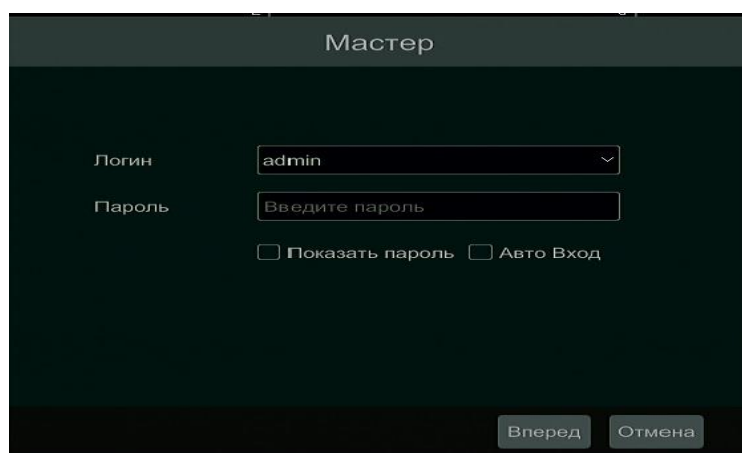 Мастер
Логин admin
Пароль Введите пароль
Показать пароль Авто Вход
Вперед Отмена